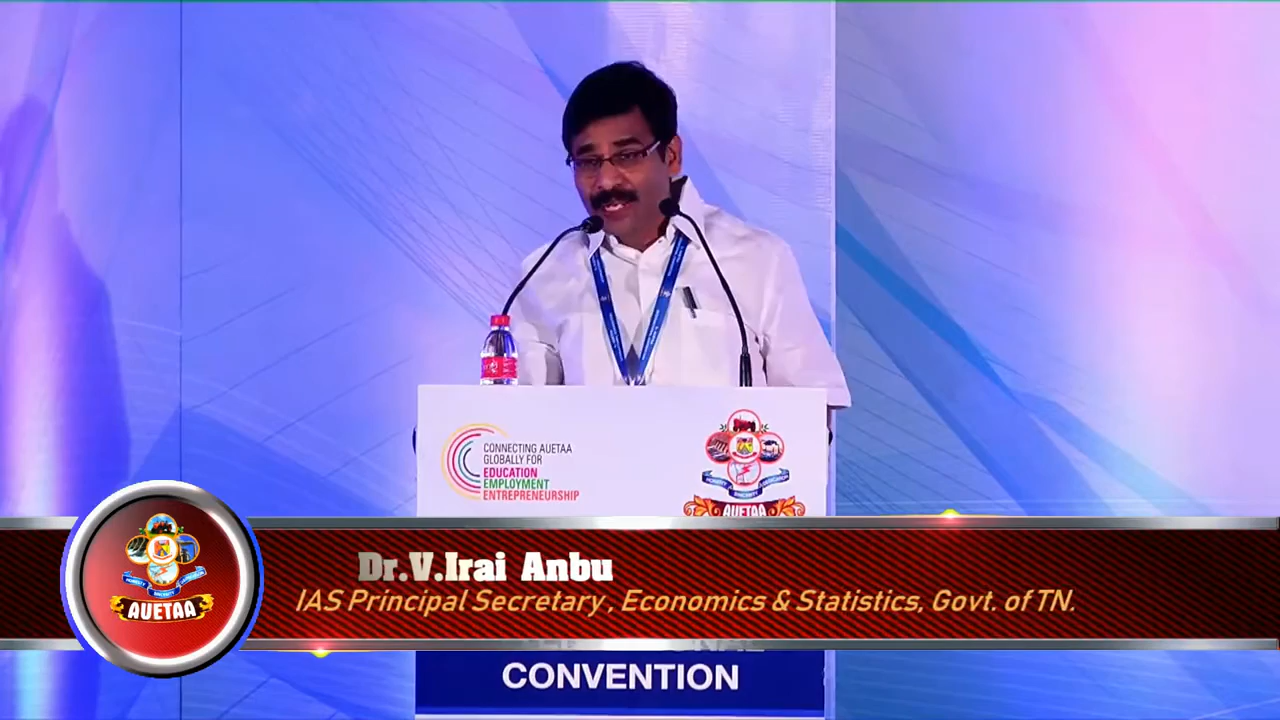 CONNECTING AUETAA
GLOBALLY FOR
EDUCATION
EMPLOYMENT
ENTREPRENEURSHIP
AUETAA
Dr.V.Irai Anbu
IAS Principal Secretary, Economics & Statistics, Govt. of TN.
AUETAA
CONVENTION